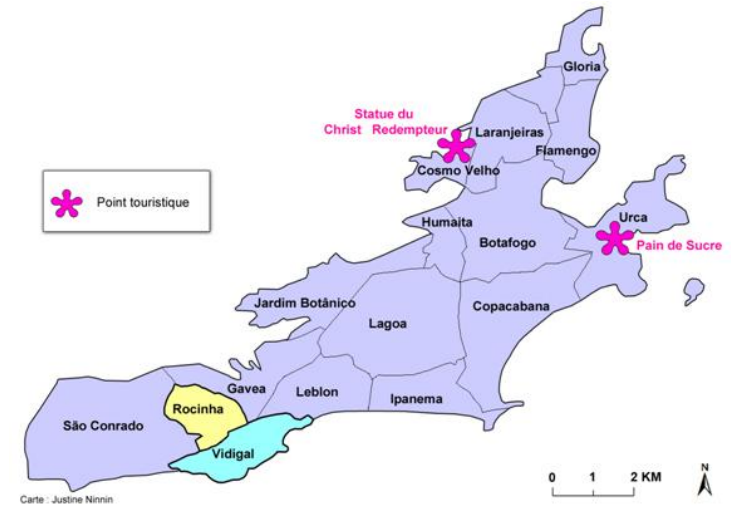 Gloria
Statue du
Christ Redempteur
Laranjeiras
Flamengo
Cosmo Velho
Point touristique
Urca
Humaita
Botafogo
Pain de Sucre
Jardim Botânico
Copacabana
Lagoa
Gavea
Leblon
Ipanema
Rocinha
São Conrado
Vidigal
0 1 2 KM
N
Carte : Justine Ninnin